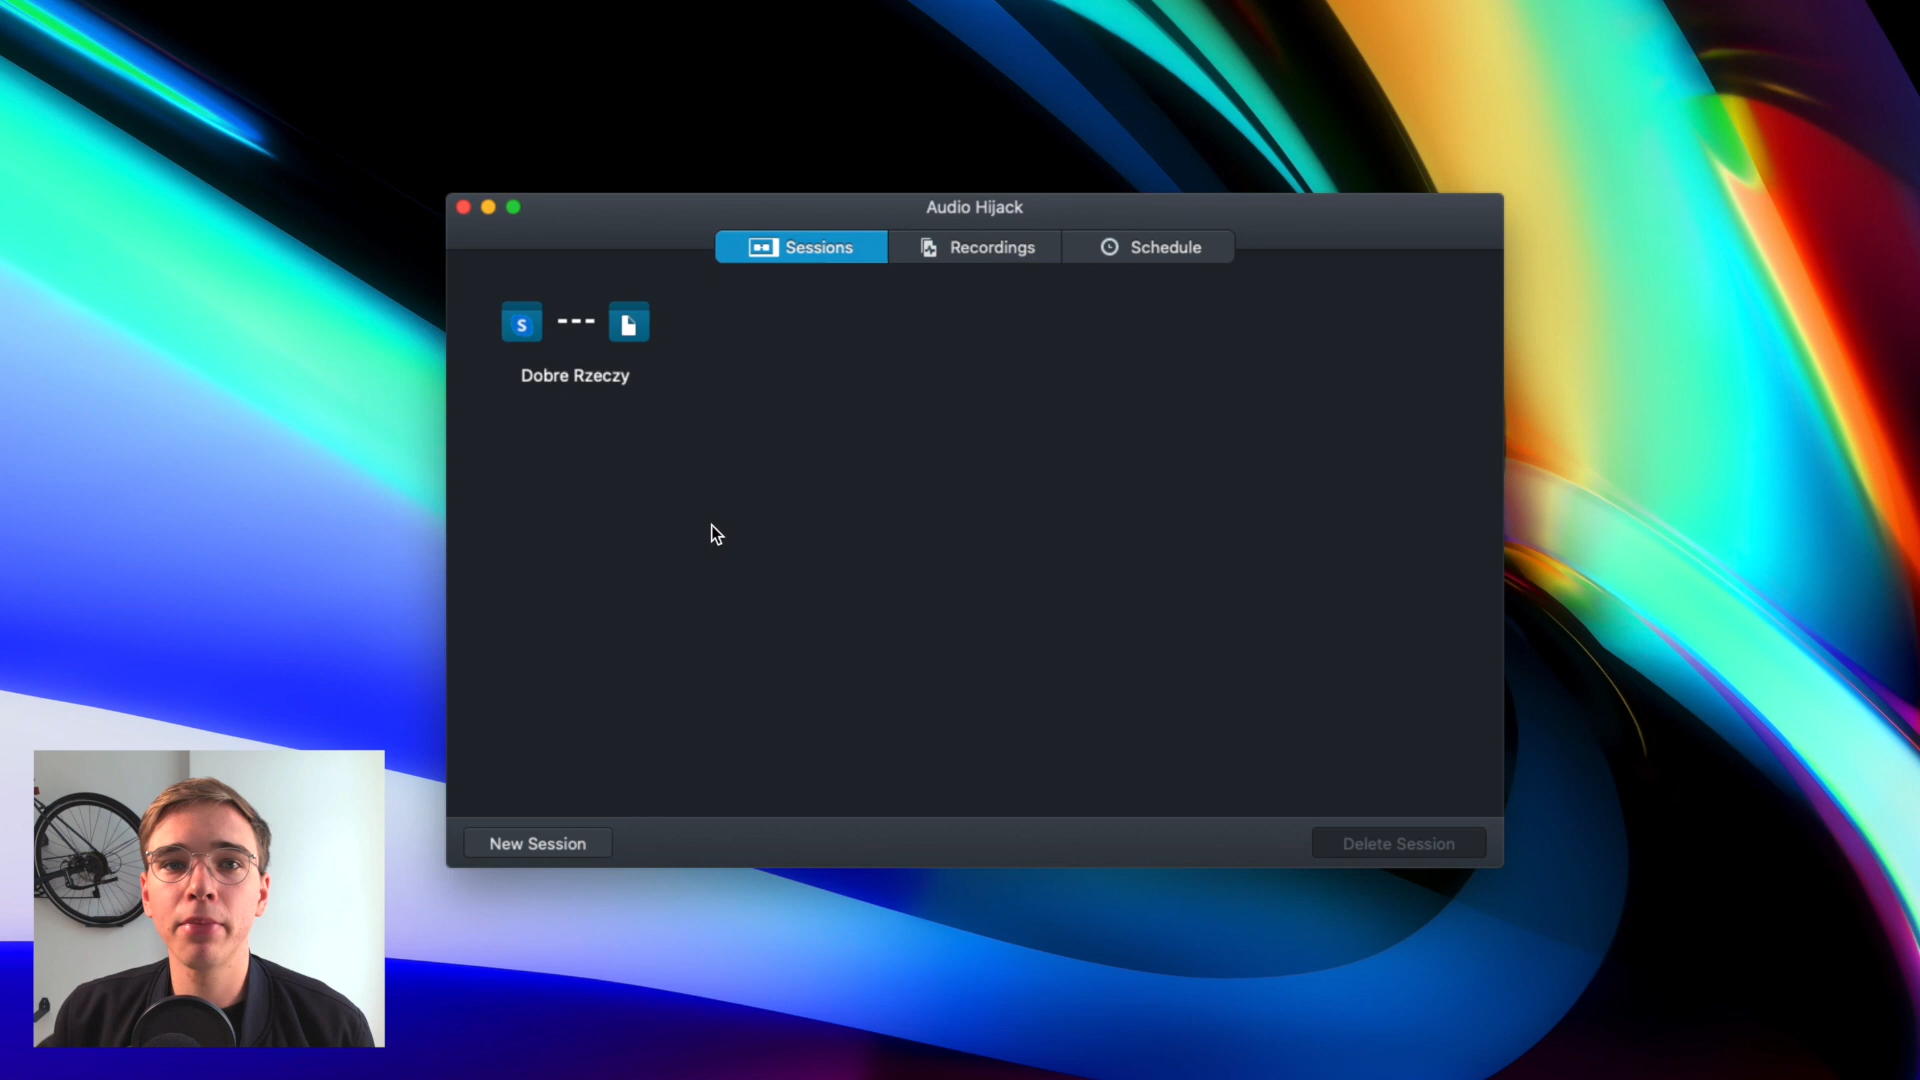 Audio Hijack
Sessions
Recordings
Schedule
S
Dobre Rzeczy
New Session
Delete Session